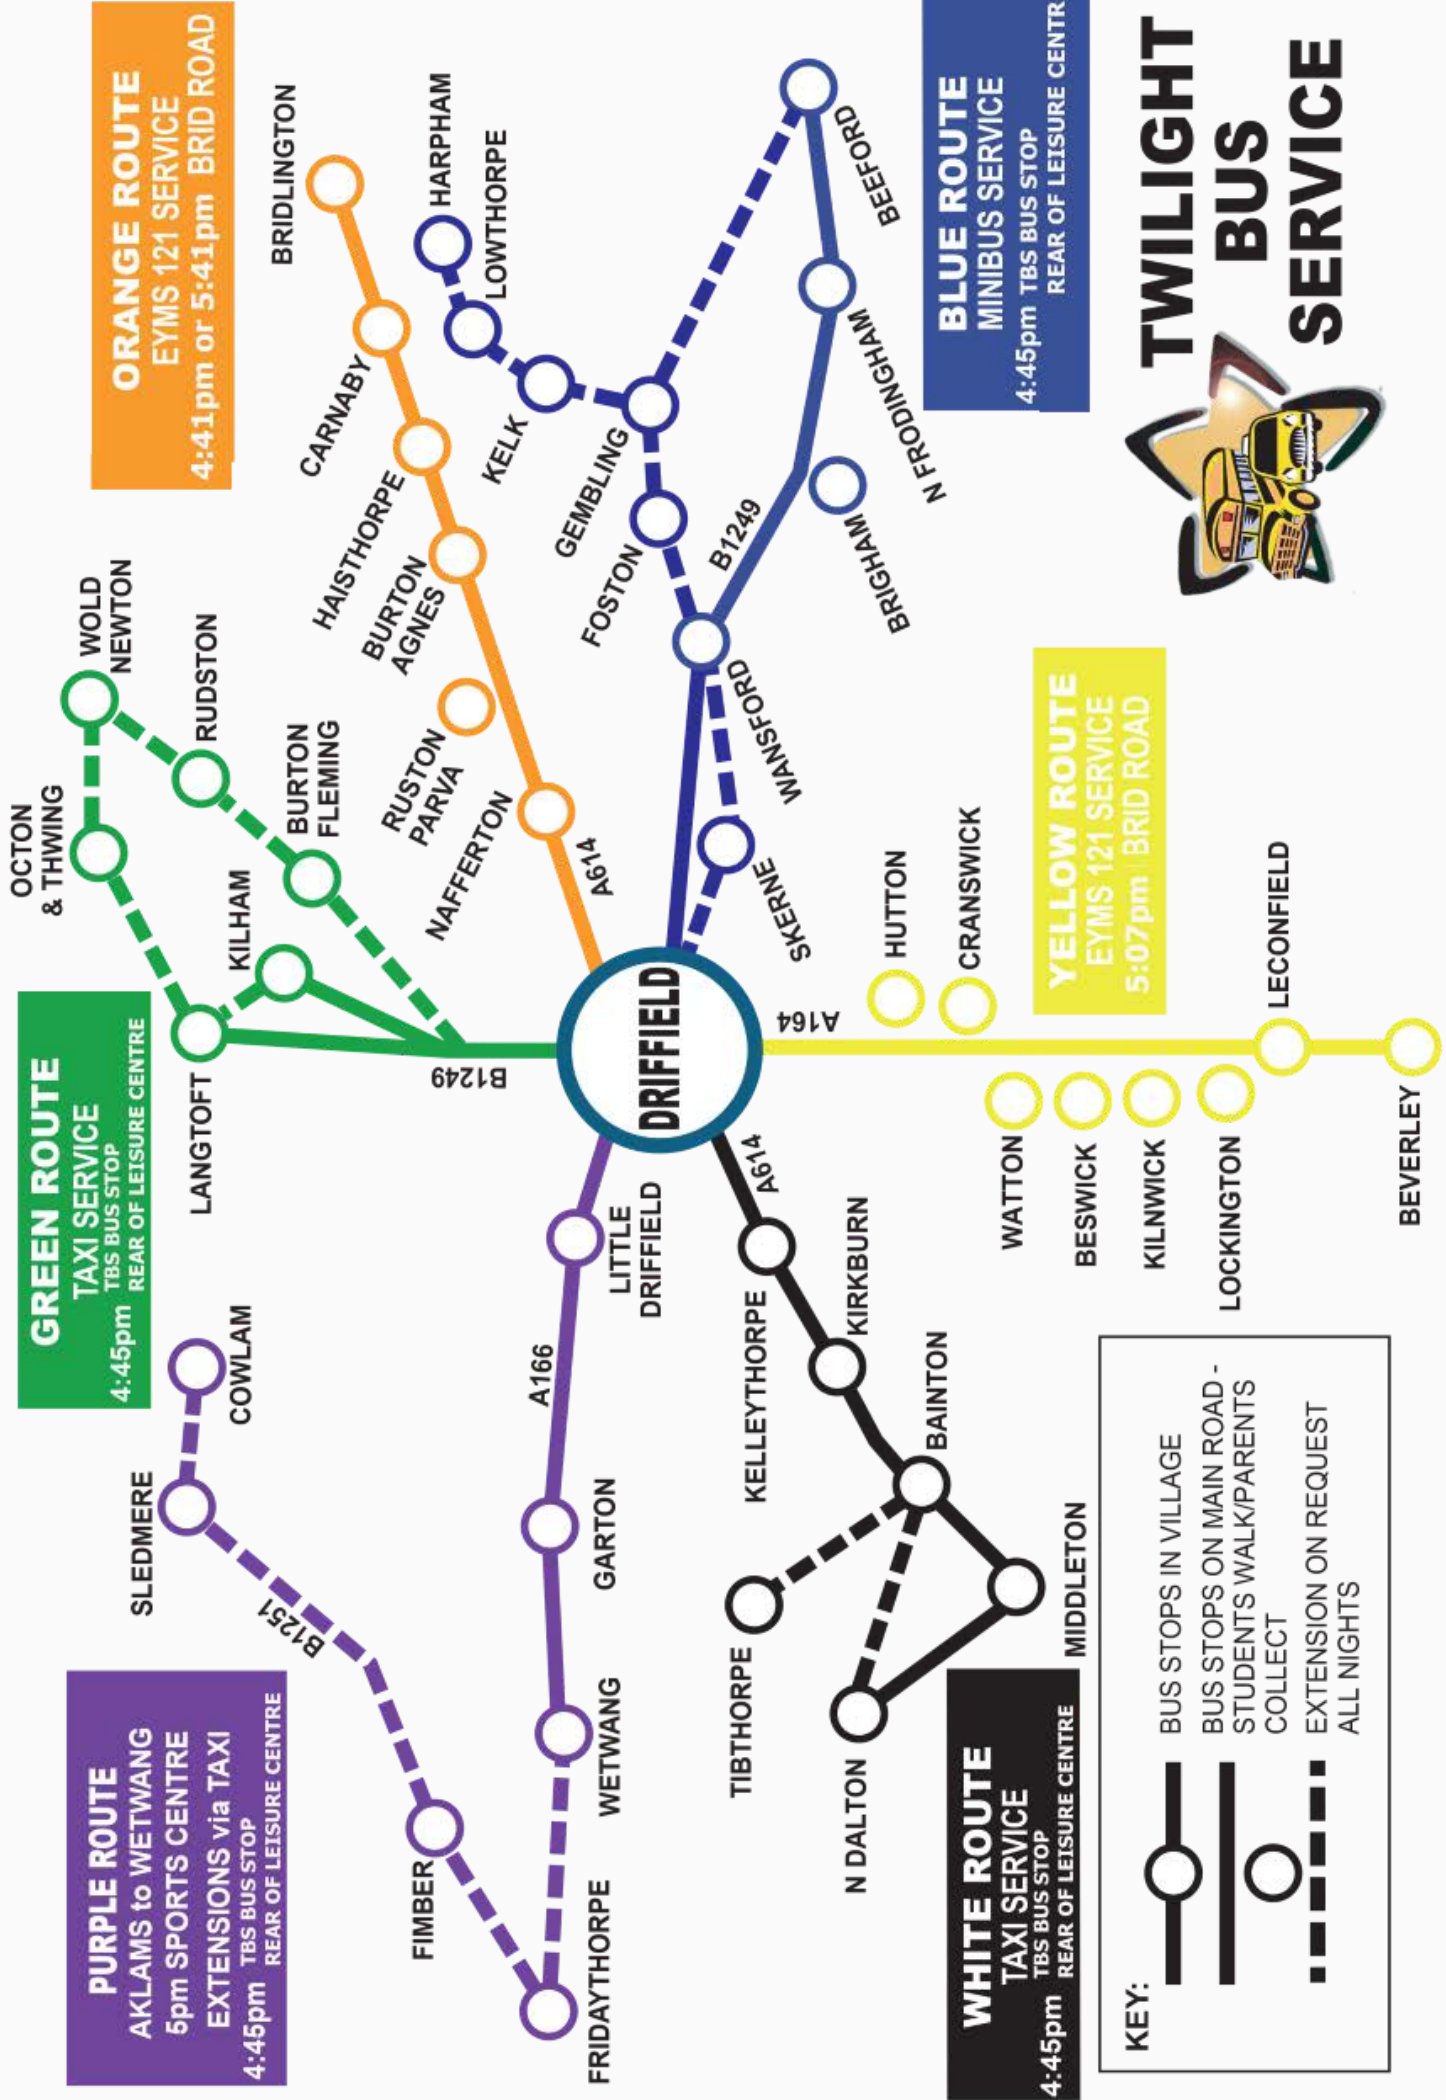 PURPLE ROUTE
AKLAMS to WETWANG
5pm SPORTS CENTRE
EXTENSIONS via TAXI
4:45pm TBS BUS STOP
REAR OF LEISURE CENTRE
GREEN ROUTE
TAXI SERVICE
4:45pm TBS BUS STOP
REAR OF LEISURE CENTRE
ORANGE ROUTE
EYMS 121 SERVICE
4:41pm or 5:41pm BRID ROAD
SLEDMERE
COWLAM
B1251
FIMBER
FRIDAYTHORPE
WETWANG
GARTON
A166
LITTLE
DRIFFIELD
LANGTOFT
KILHAM
OCTON
& THWING
WOLD
NEWTON
RUDSTON
BURTON
FLEMING
B1249
BRIDLINGTON
CARNABY
HAISTHORPE
BURTON
AGNES
RUSTON
PARVA
NAFFERTON
A614
HARPHAM
LOWTHORPE
KELK
GEMBLING
FOSTON
B1249
WANSFORD
SKERNE
BRIGHAM
N FRODINGHAM
BEEFORD
DRIFFIELD
A614
KELLEYTHORPE
KIRKBURN
BAINTON
TIBTHORPE
N DALTON
MIDDLETON
A164
HUTTON
CRANSWICK
WATTON
BESWICK
KILNWICK
LOCKINGTON
LECONFIELD
BEVERLEY
WHITE ROUTE
TAXI SERVICE
4:45pm TBS BUS STOP
REAR OF LEISURE CENTRE
YELLOW ROUTE
EYMS 121 SERVICE
5:07pm BRID ROAD
BLUE ROUTE
MINIBUS SERVICE
4:45pm TBS BUS STOP
REAR OF LEISURE CENTR
KEY:
BUS STOPS IN VILLAGE
BUS STOPS ON MAIN ROAD -
STUDENTS WALK/PARENTS
COLLECT
EXTENSION ON REQUEST
ALL NIGHTS
TWILIGHT
BUS
SERVICE